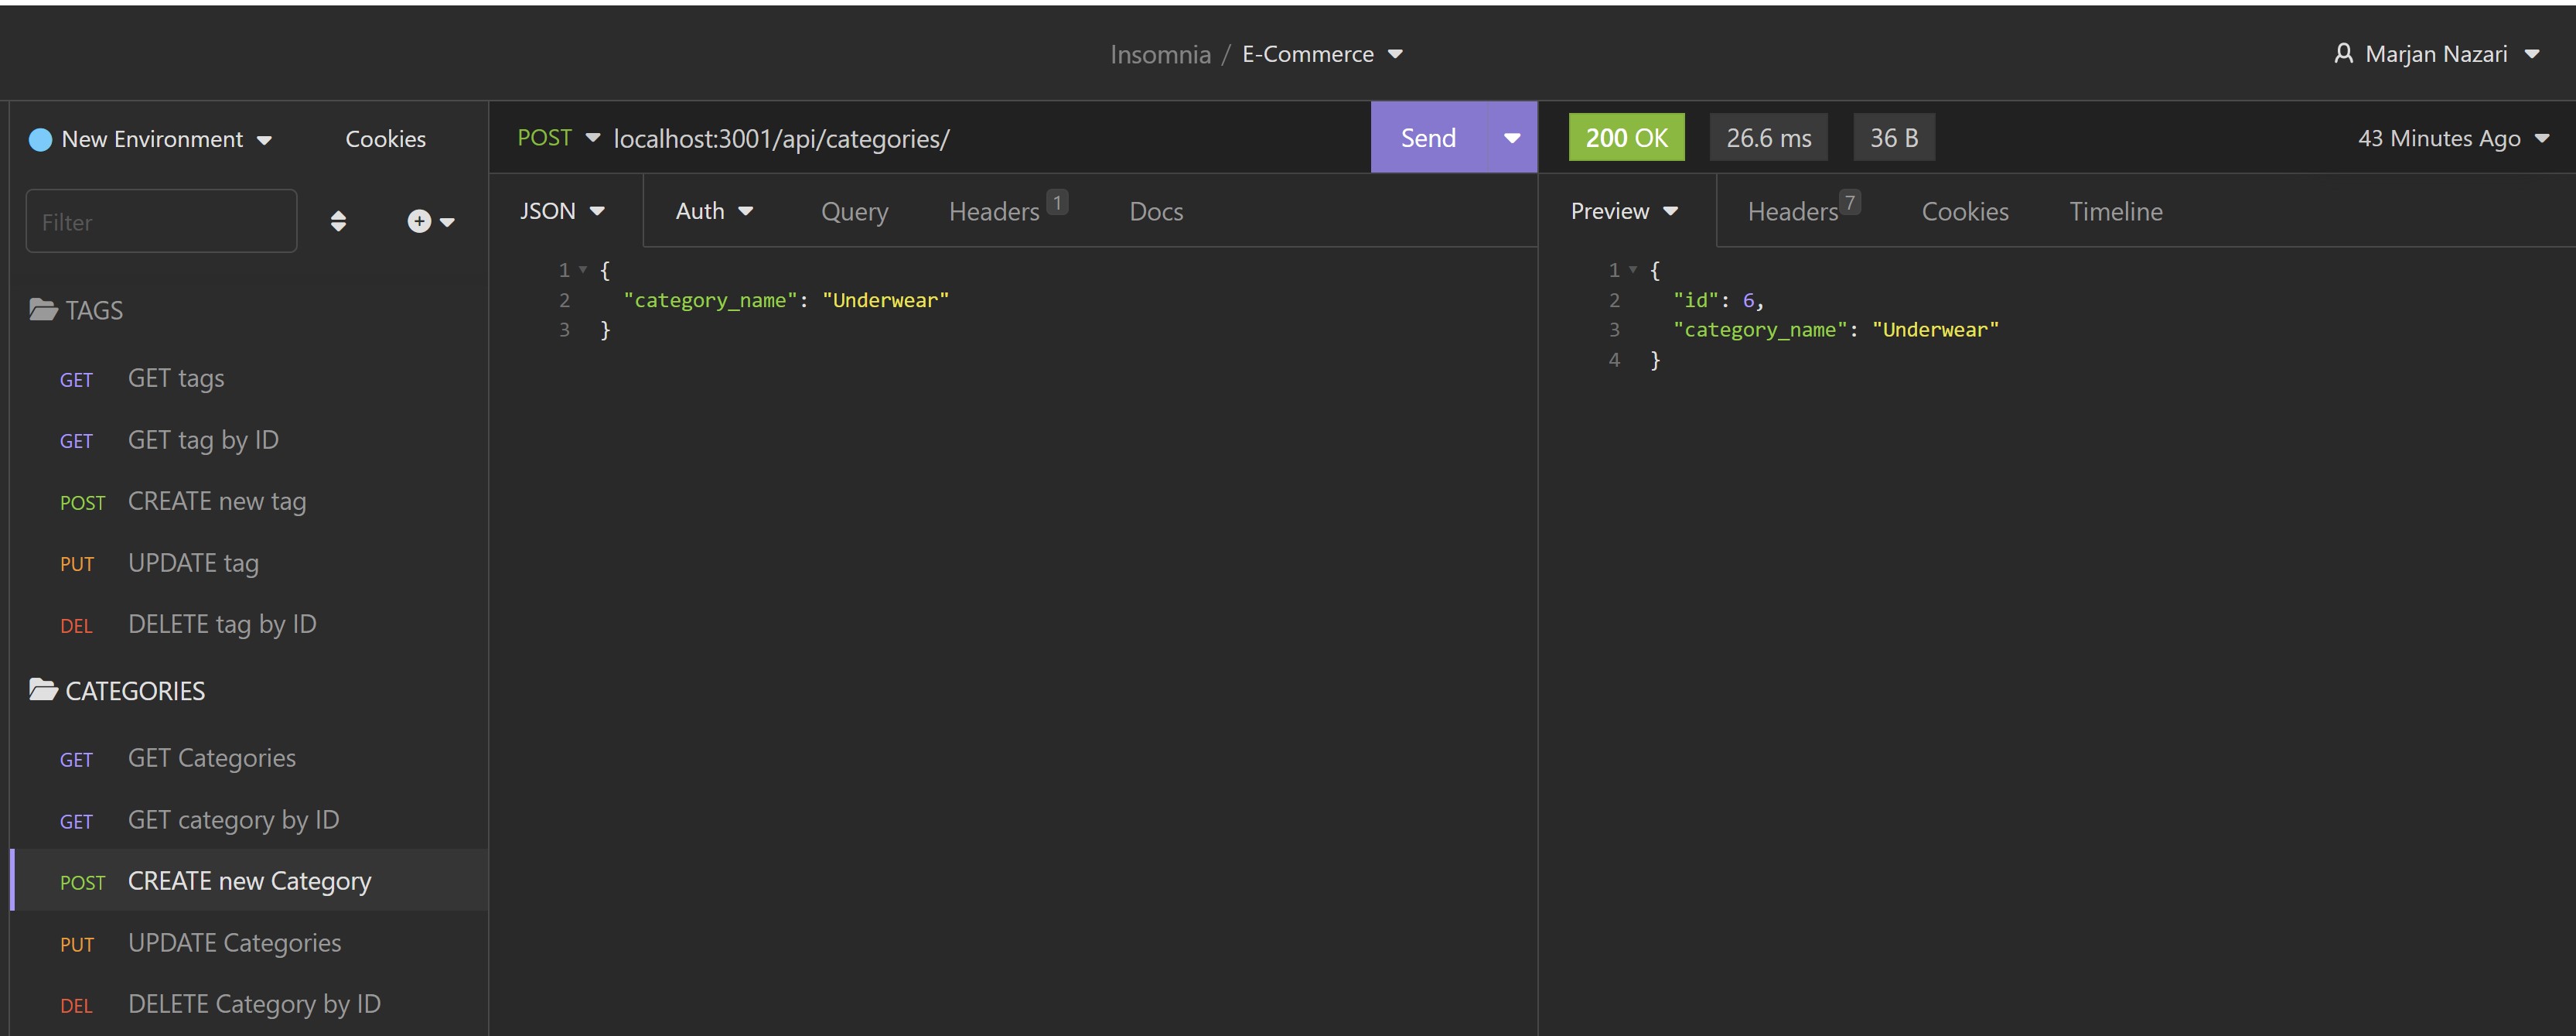 Insomnia / E-Commerce
Marjan Nazari
New Environment
Cookies
Filter
TAGS
GET GET tags
GET GET tag by ID
POST CREATE new tag
PUT UPDATE tag
DEL DELETE tag by ID
CATEGORIES
GET GET Categories
GET GET category by ID
POST CREATE new Category
PUT UPDATE Categories
DEL DELETE Category by ID
POST localhost:3001/api/categories/ Send
JSON Auth Query Headers 1 Docs
1 {
2 "category_name": "Underwear"
3 }
200 OK 26.6 ms 36 B 43 Minutes Ago
Preview Headers 7 Cookies Timeline
1 {
2 "id": 6,
3 "category_name": "Underwear"
4 }